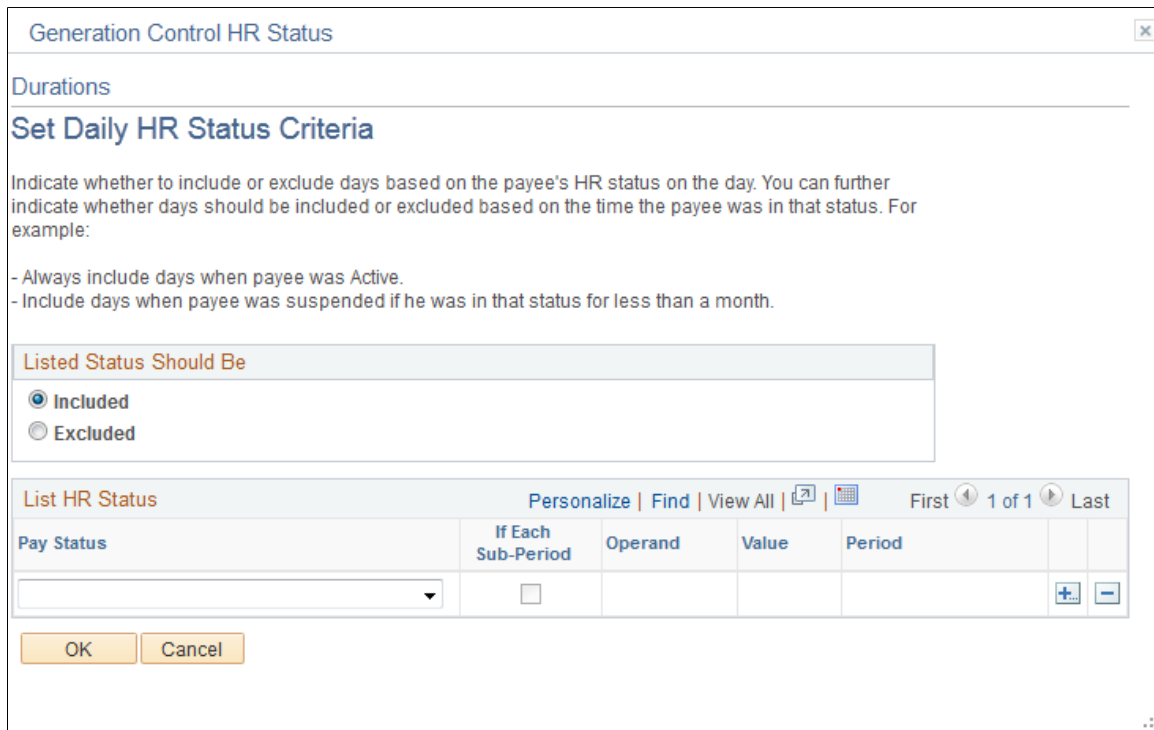 Generation Control HR Status
Durations
Set Daily HR Status Criteria
Indicate whether to include or exclude days based on the payee's HR status on the day. You can further
indicate whether days should be included or excluded based on the time the payee was in that status. For
example:
- Always include days when payee was Active.
- Include days when payee was suspended if he was in that status for less than a month.
Listed Status Should Be
Included
Excluded
List HR Status
Personalize | Find | View All | | First 1 of 1 Last
Pay Status
If Each
Sub-Period
Operand
Value
Period
OK
Cancel